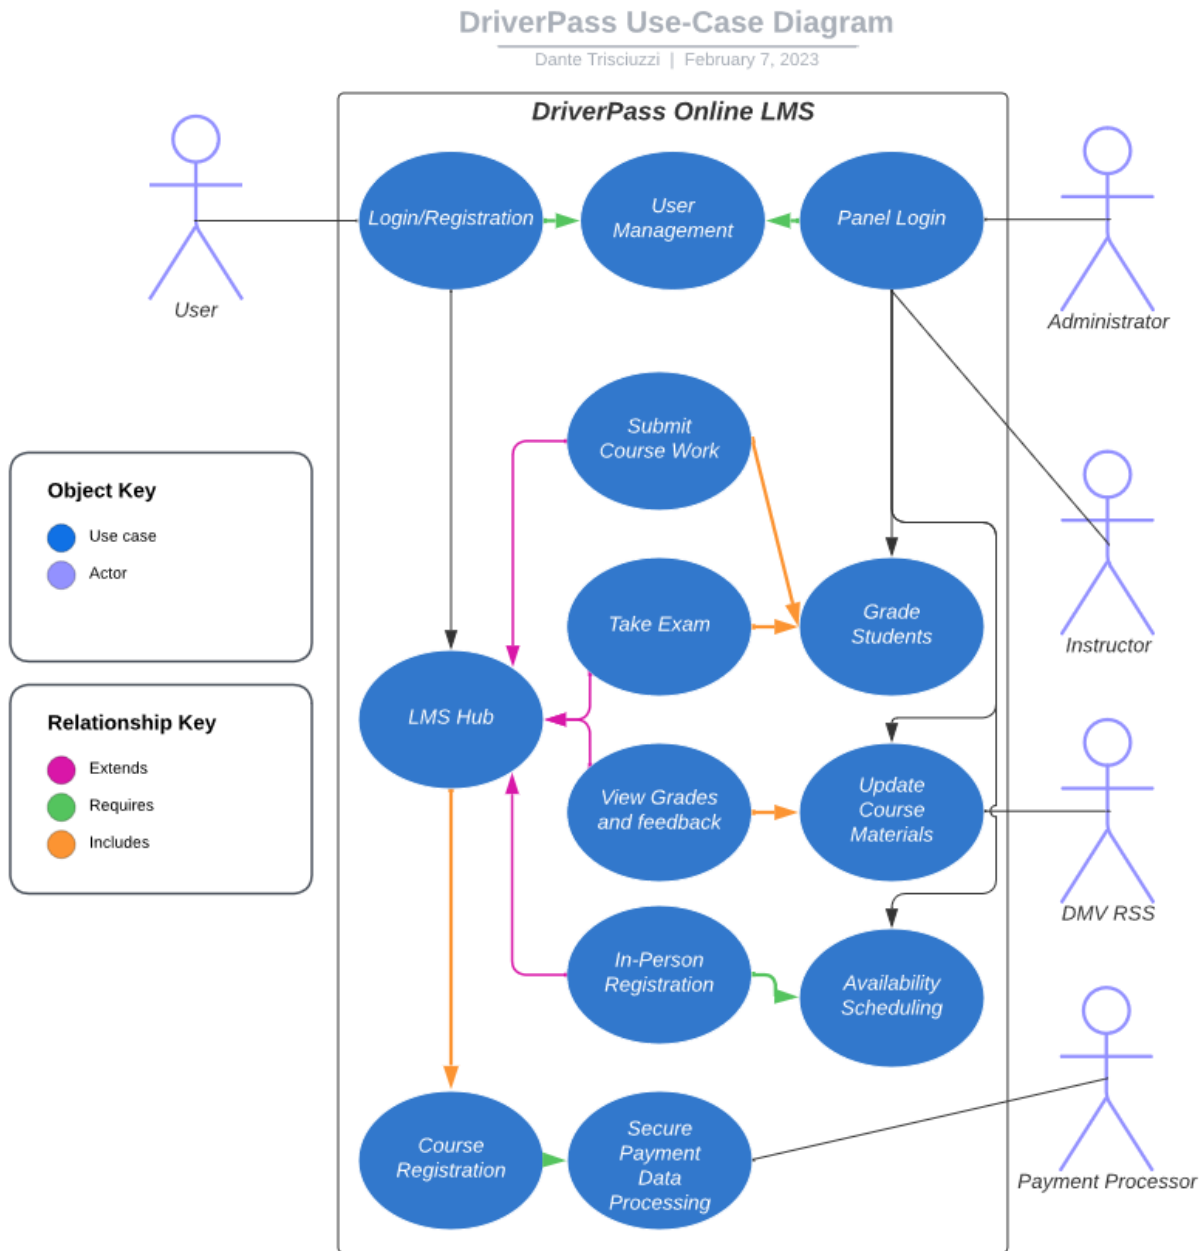 DriverPass Use-Case Diagram
Dante Trisciuzzi | February 7, 2023
DriverPass Online LMS
Login/Registration
User
Management
Panel Login
User
Administrator
Submit
Course Work
Object Key
Use case
Actor
Take Exam
Grade
Students
Instructor
LMS Hub
Relationship Key
Extends
Requires
Includes
View Grades
and feedback
Update
Course
Materials
DMV RSS
In-Person
Registration
Availability
Scheduling
Course
Registration
Secure
Payment
Data
Processing
Payment Processor